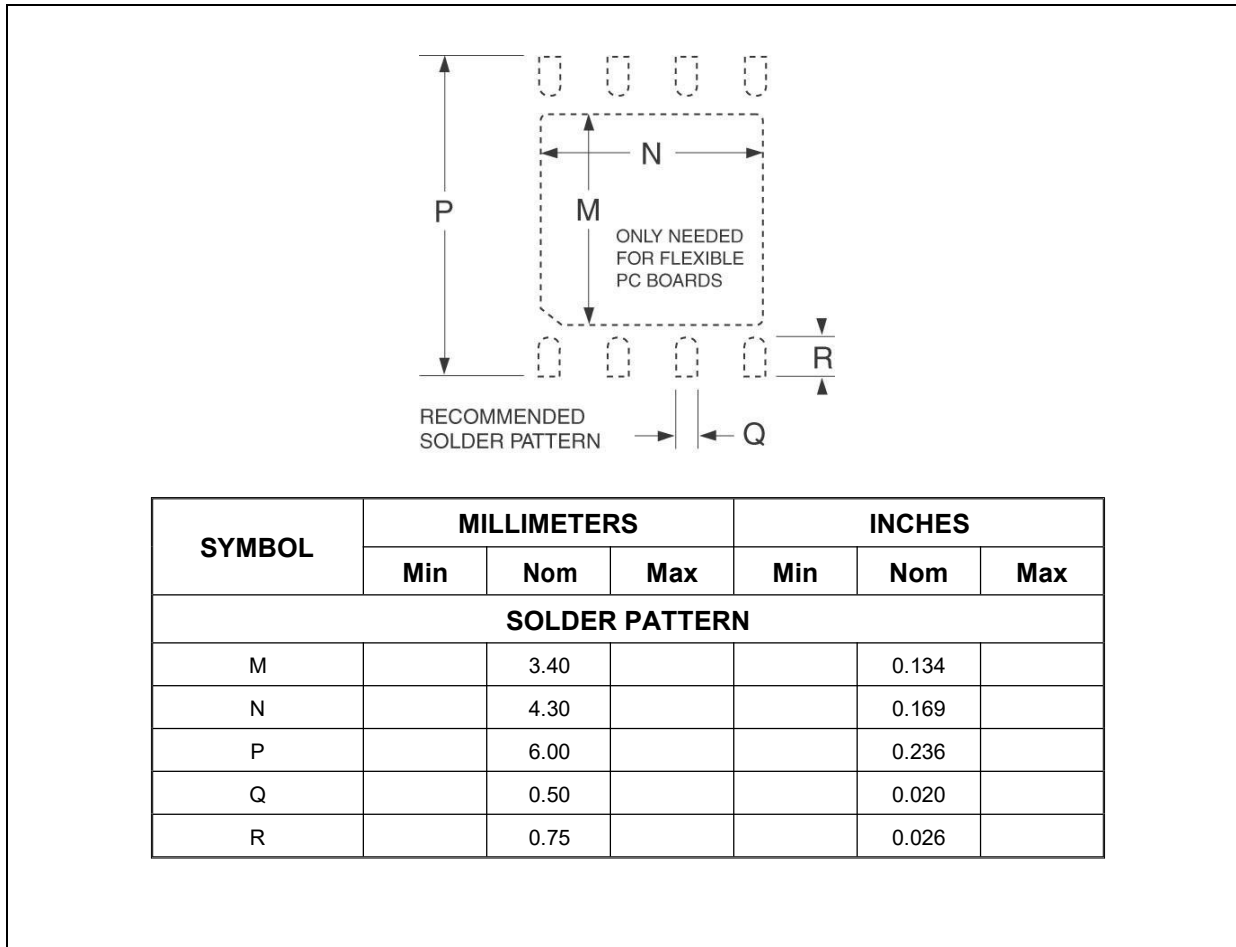 N
P
M
ONLY NEEDED
FOR FLEXIBLE
PC BOARDS
R
RECOMMENDED
SOLDER PATTERN
Q
SYMBOL MILLIMETERS INCHES
Min Nom Max Min Nom Max
SOLDER PATTERN
M 3.40 0.134
N 4.30 0.169
P 6.00 0.236
Q 0.50 0.020
R 0.75 0.026